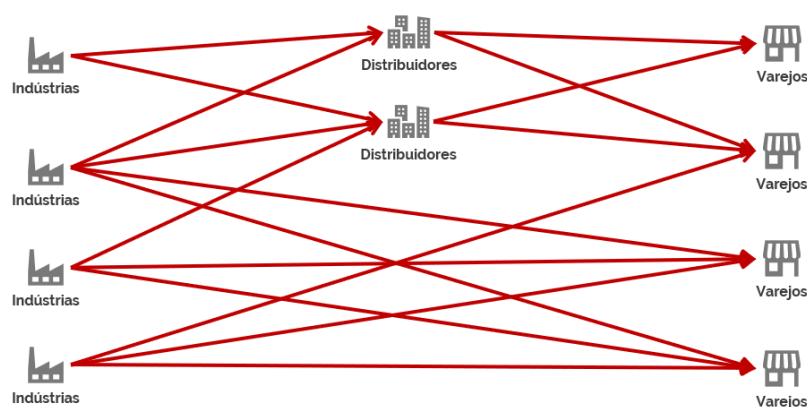 Distribuidores
Indústrias
Varejos
Distribuidores
Indústrias
Varejos
Indústrias
Varejos
Indústrias
Varejos